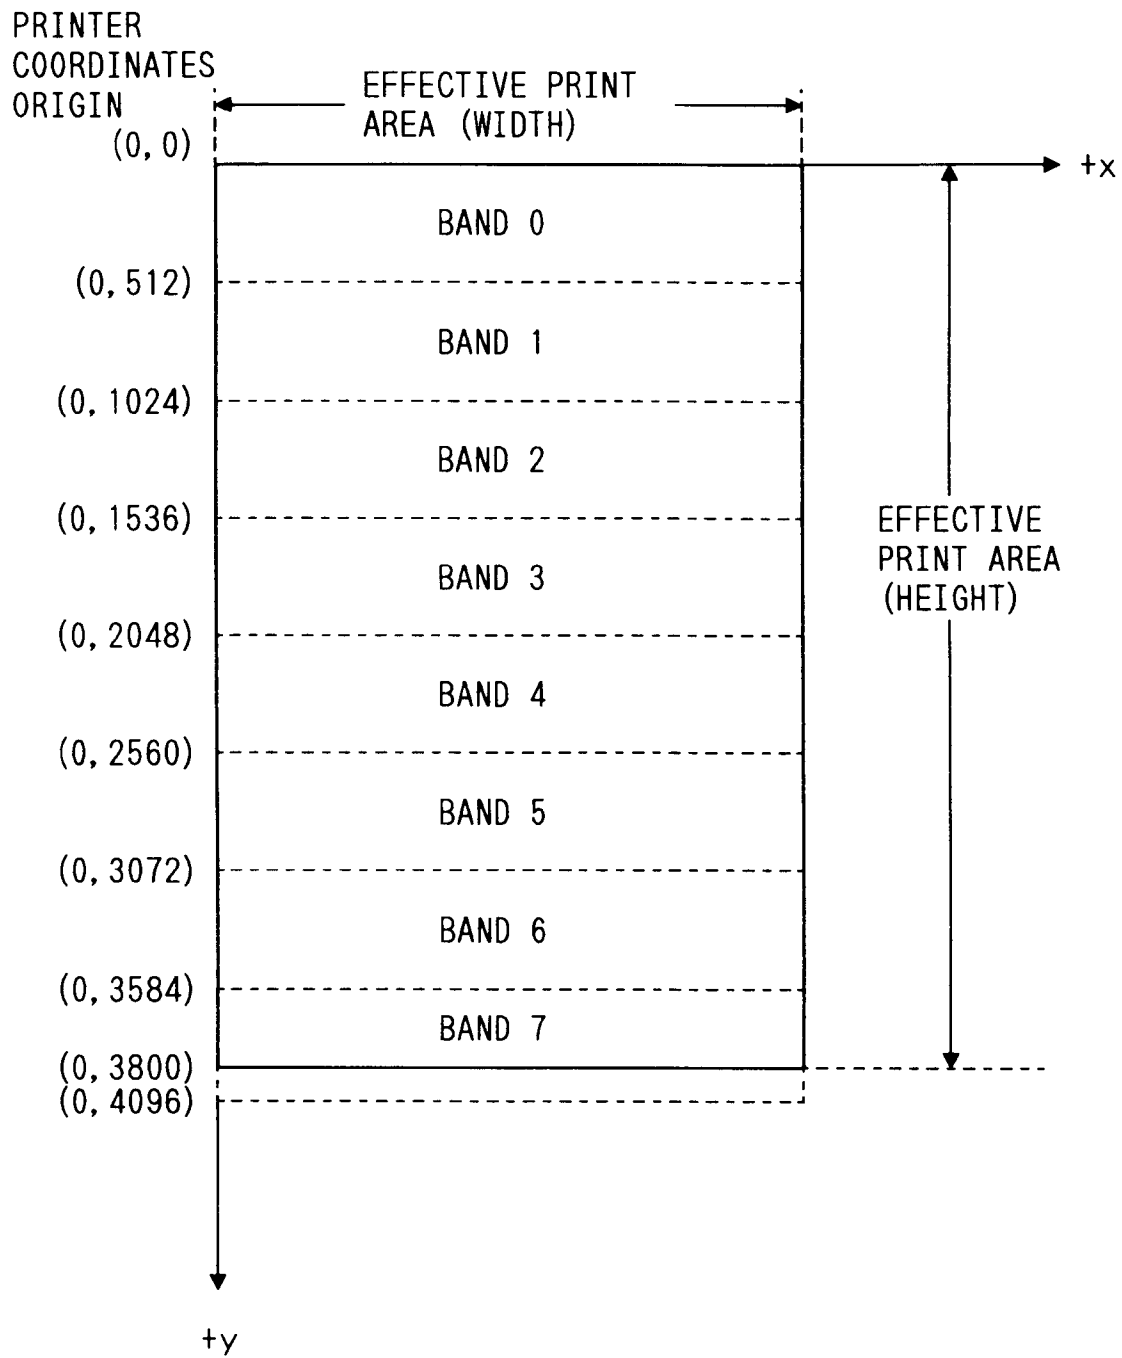 PRINTER
COORDINATES
ORIGIN
(0,0)
EFFECTIVE PRINT
AREA (WIDTH)
+x
BAND 0
(0,512)
BAND 1
(0,1024)
BAND 2
(0,1536)
EFFECTIVE
PRINT AREA
(HEIGHT)
BAND 3
(0,2048)
BAND 4
(0,2560)
BAND 5
(0,3072)
BAND 6
(0,3584)
BAND 7
(0,3800)
(0,4096)
+y